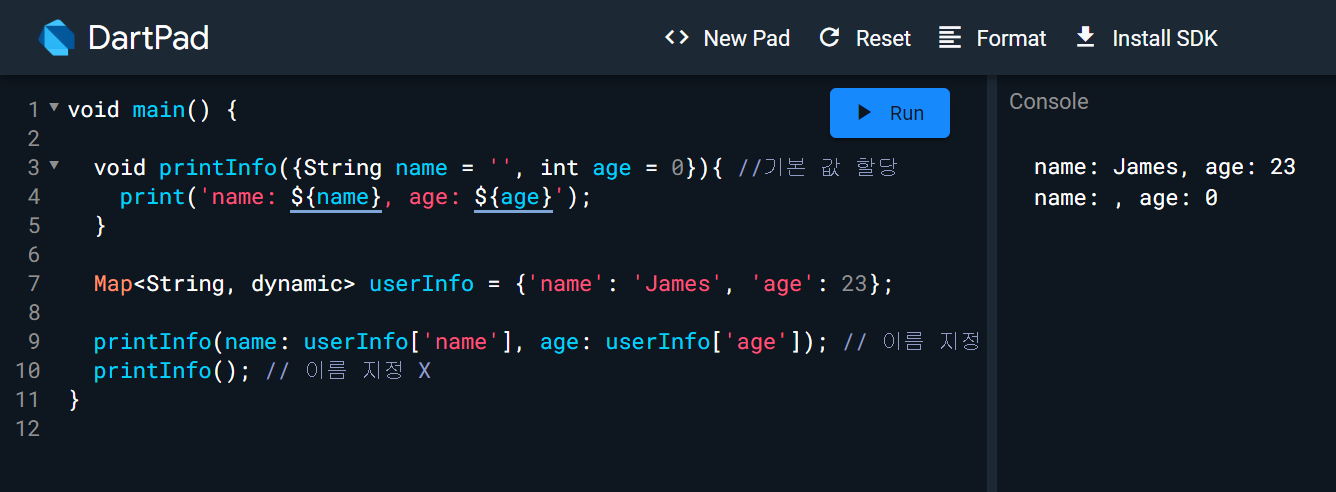 DartPad
<> New Pad Reset Format Install SDK
Run
Console
1 void main() {
2
3 void printInfo({String name = '', int age = 0}){ //기본 값 할당
4 print('name: ${name}, age: ${age}');
5 }
6
7 Map<String, dynamic> userInfo = {'name': 'James', 'age': 23};
8
9 printInfo(name: userInfo['name'], age: userInfo['age']); // 이름 지정
10 printInfo(); // 이름 지정 X
11 }
12
name: James, age: 23
name: , age: 0